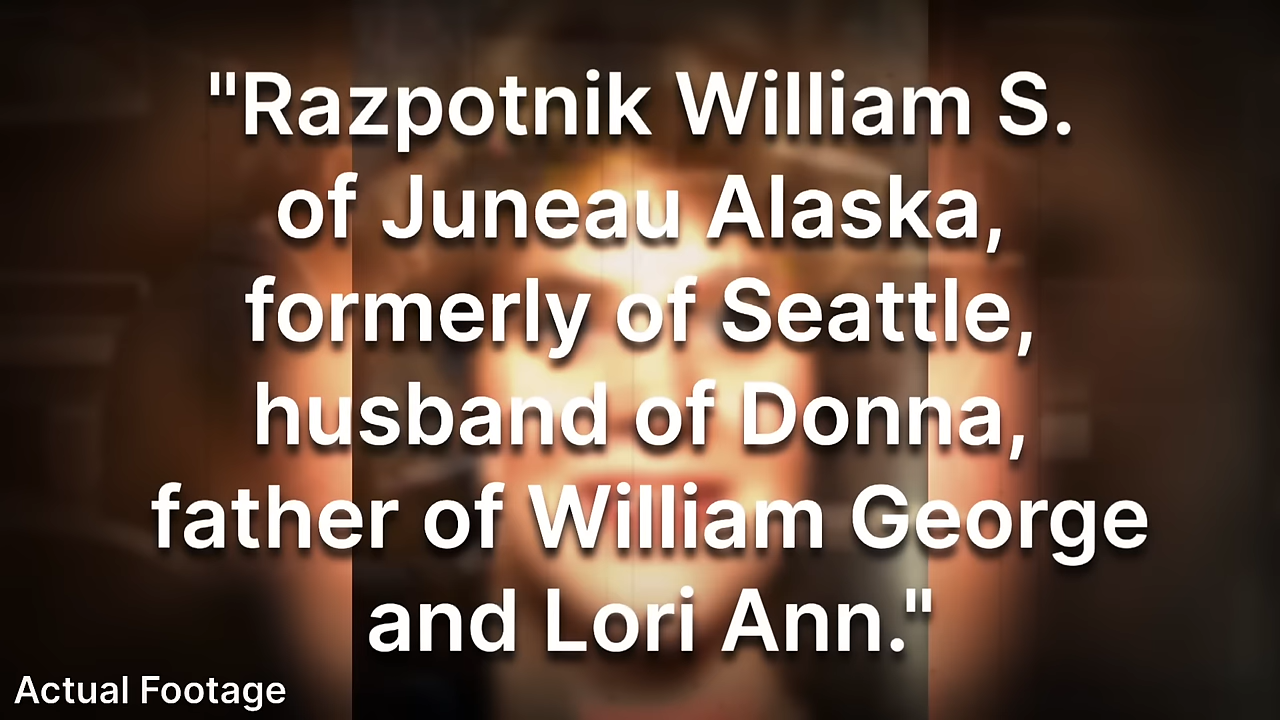 "Razpotnik William S.
of Juneau Alaska,
formerly of Seattle,
husband of Donna,
father of William George
and Lori Ann."
Actual Footage